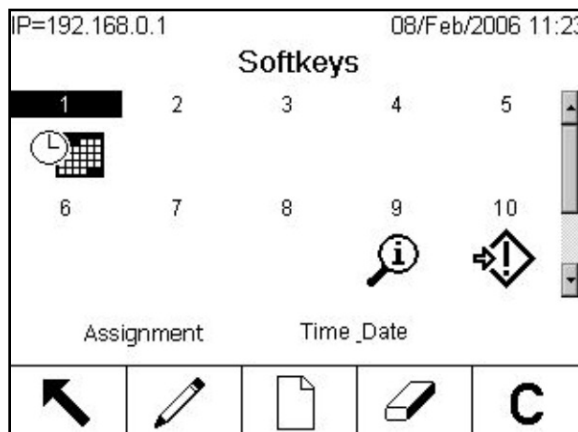 IP=192.168.0.1 08/Feb/2006 11:23
Softkeys
1 2 3 4 5
6 7 8 9 10
Assignment Time_Date
C